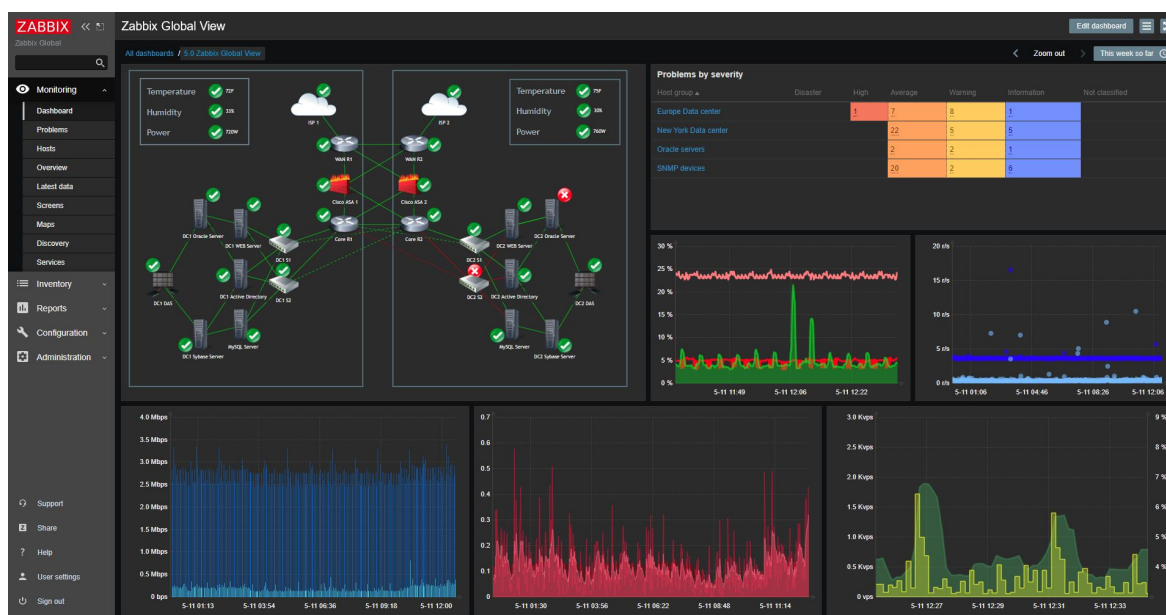 ZABBIX
Zabbix Global
Monitoring
Dashboard
Problems
Hosts
Overview
Latest data
Screens
Maps
Discovery
Services
Inventory
Reports
Configuration
Administration
Support
Share
Help
User settings
Sign out
Zabbix Global View
Edit dashboard
All dashboards / 5.0 Zabbix Global View
Zoom out
This week so far
Temperature 72F
Humidity 33%
Power 720W
Temperature 75F
Humidity 30%
Power 760W
ISP 1
ISP 2
WAN R1
WAN R2
Cisco ASA 1
Cisco ASA 2
Core R1
Core R2
DC1 Oracle Server
DC1 WEB Server
DC1 S1
DC1 DAS
DC1 Active Directory
DC1 S2
DC1 Sybase Server
MySQL Server
DC2 S1
DC2 WEB Server
DC2 Oracle Server
DC2 S2
DC2 Active Directory
DC2 DAS
MySQL Server
DC2 Sybase Server
Problems by severity
Host group Disaster High Average Warning Information Not classified
Europe Data center 1 7 8 1
New York Data center 22 5 5
Oracle servers 2 2 1
SNMP devices 20 2 6
30 %
25 %
20 %
15 %
10 %
5 %
0 %
5-11 11:49 5-11 12:06 5-11 12:22
20 r/s
15 r/s
10 r/s
5 r/s
0 r/s
5-11 01:06 5-11 04:46 5-11 08:26 5-11 12:06
4.0 Mbps
3.5 Mbps
3.0 Mbps
2.5 Mbps
2.0 Mbps
1.5 Mbps
1.0 Mbps
0.5 Mbps
0 bps
5-11 01:13 5-11 03:54 5-11 06:36 5-11 09:18 5-11 12:00
0.7
0.6
0.5
0.4
0.3
0.2
0.1
0
5-11 01:30 5-11 03:56 5-11 06:22 5-11 08:48 5-11 11:14
3.0 Kvps 9 %
2.5 Kvps 8 %
2.0 Kvps 7 %
1.5 Kvps 6 %
1.0 Kvps 5 %
0.5 Kvps 4 %
0 vps
5-11 12:27 5-11 12:29 5-11 12:31 5-11 12:33